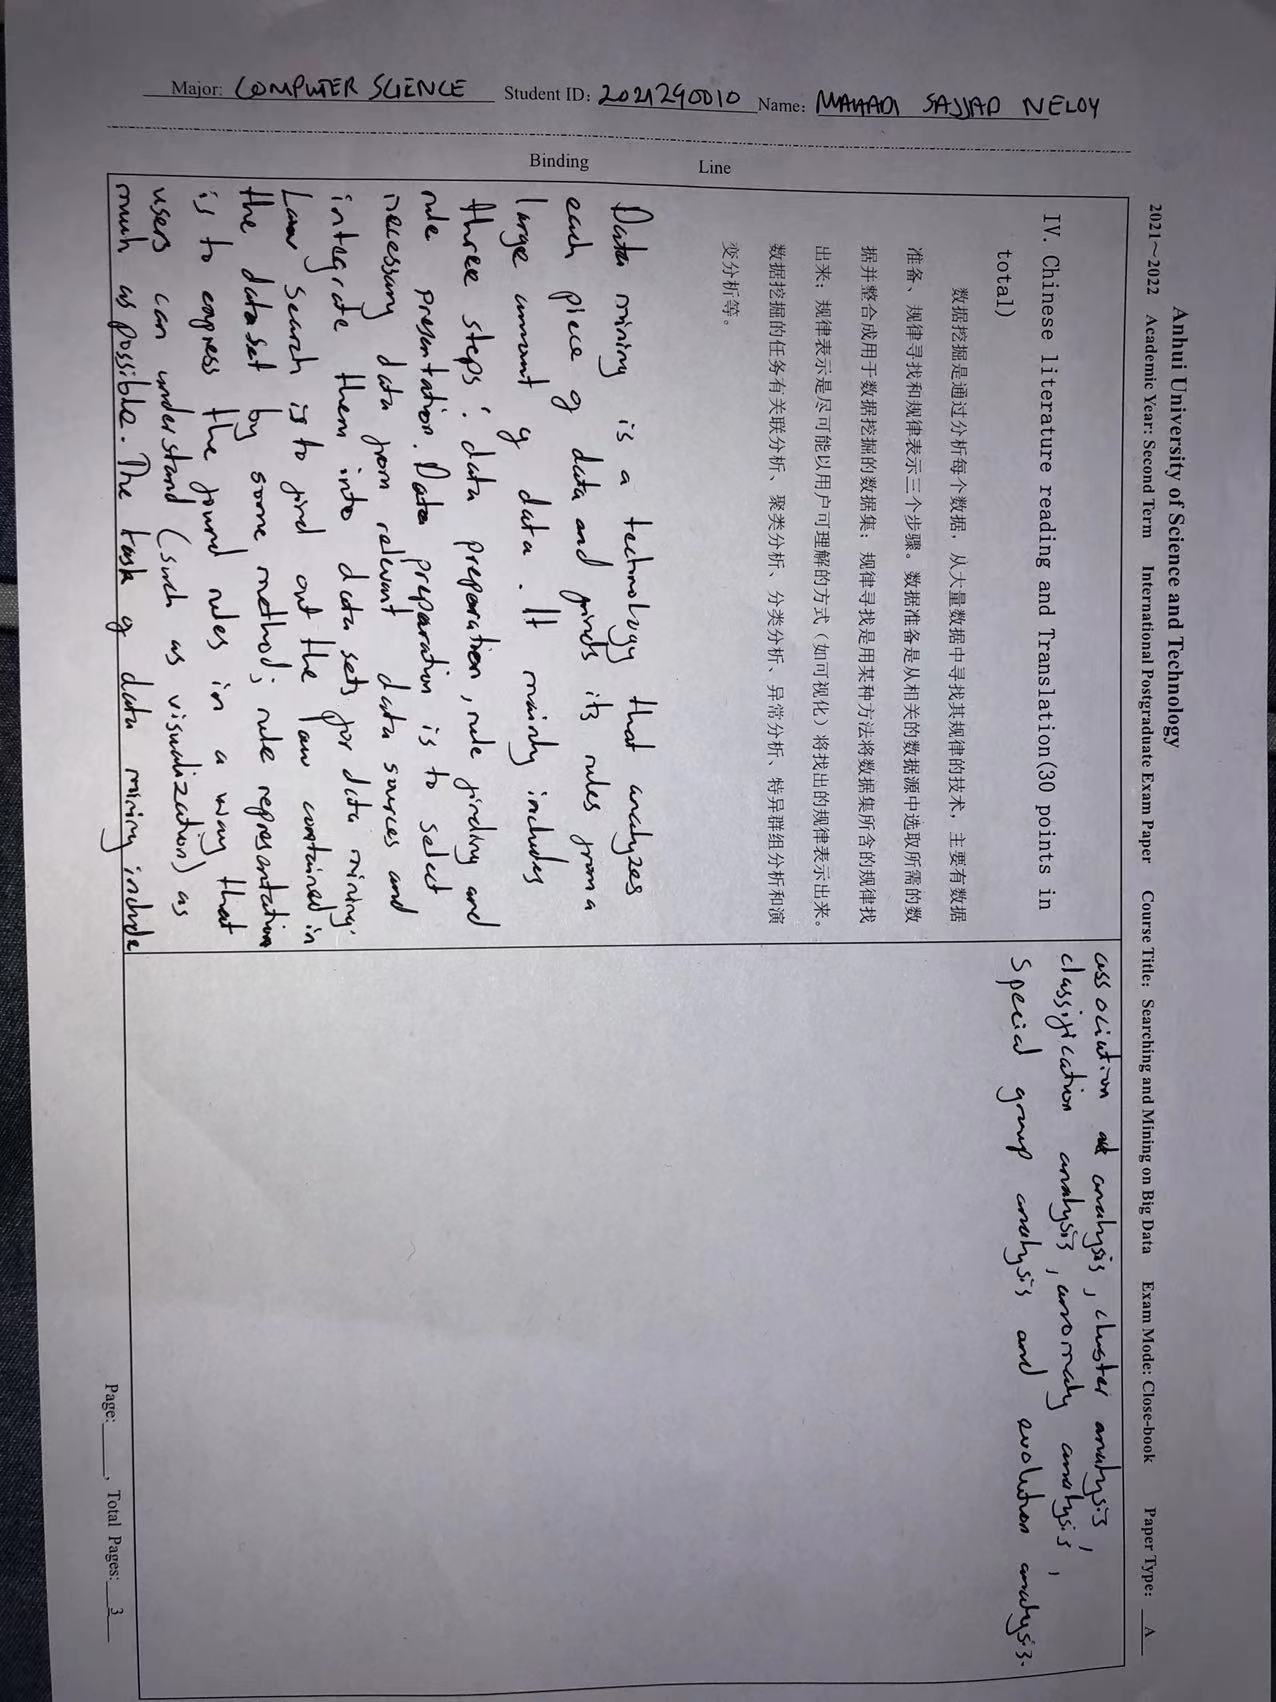 Major: COMPUTER SCIENCE Student ID: 2021290010 Name: MAHADI SAJJAD NELOY
Binding Line
Anhui University of Science and Technology
2021～2022 Academic Year: Second Term International Postgraduate Exam Paper Course Title: Searching and Mining on Big Data Exam Mode: Close-book Paper Type: A
IV. Chinese literature reading and Translation(30 points in
total)
数据挖掘是通过分析每个数据，从大量数据中寻找其规律的技术，主要有数据
准备、规律寻找和规律表示三个步骤。数据准备是从相关的数据源中选取所需的数
据并整合成用于数据挖掘的数据集；规律寻找是用某种方法将数据集所含的规律找
出来；规律表示是尽可能以用户可理解的方式（如可视化）将找出的规律表示出来。
数据挖掘的任务有关联分析、聚类分析、分类分析、异常分析、特异群组分析和演
变分析等。
Data mining is a technology that analyzes
each piece of data and finds its rules from a
large amount of data. It mainly includes
three steps: data preparation, rule finding and
rule presentation. Data preparation is to select
necessary data from relevant data sources and
integrate them into data sets for data mining;
Law search is to find out the law contained in
the data set by some method; rule representation
is to express the found rules in a way that
users can understand (such as visualization) as
much as possible. The task of data mining include
association analysis, cluster analysis,
classification analysis, anomaly analysis,
special group analysis and evolution analysis.
Page: , Total Pages: 3